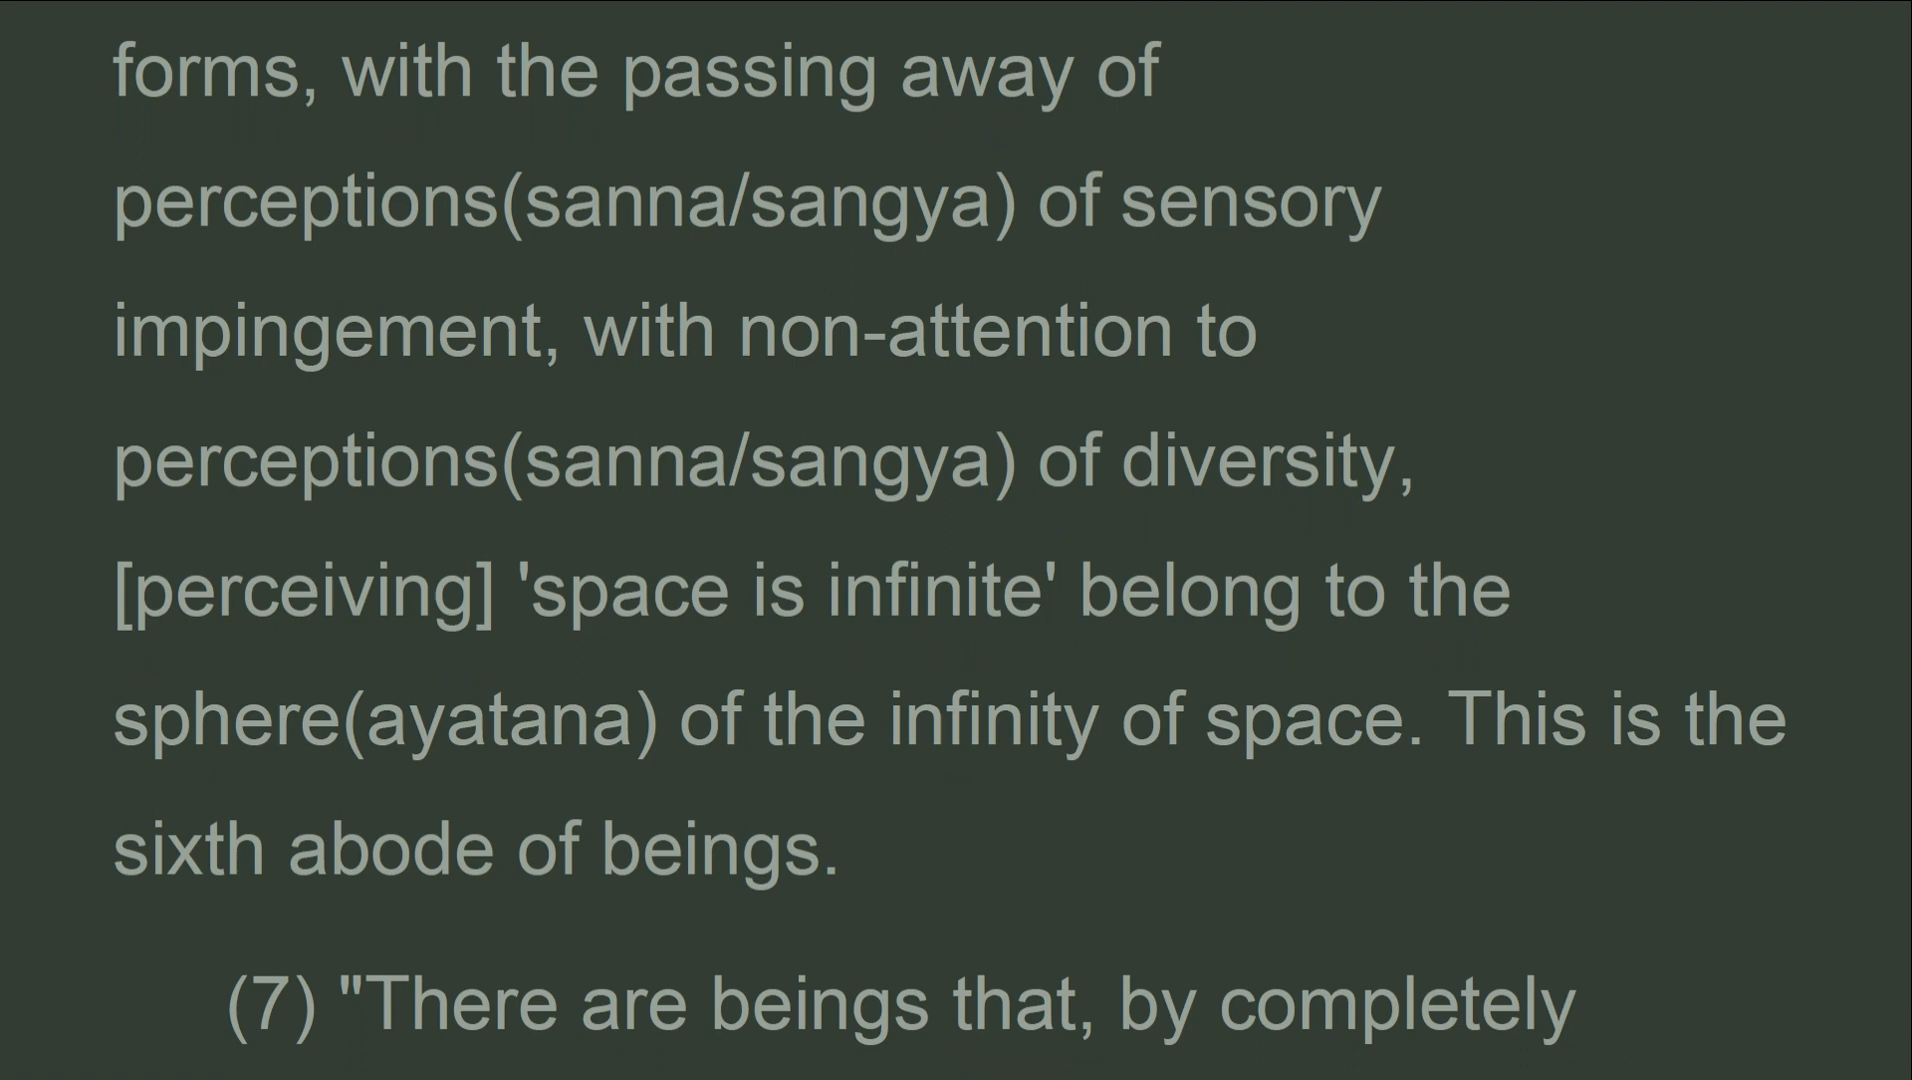 forms, with the passing away of
perceptions(sanna/sangya) of sensory
impingement, with non-attention to
perceptions(sanna/sangya) of diversity,
[perceiving] 'space is infinite' belong to the
sphere(ayatana) of the infinity of space. This is the
sixth abode of beings.
(7) "There are beings that, by completely